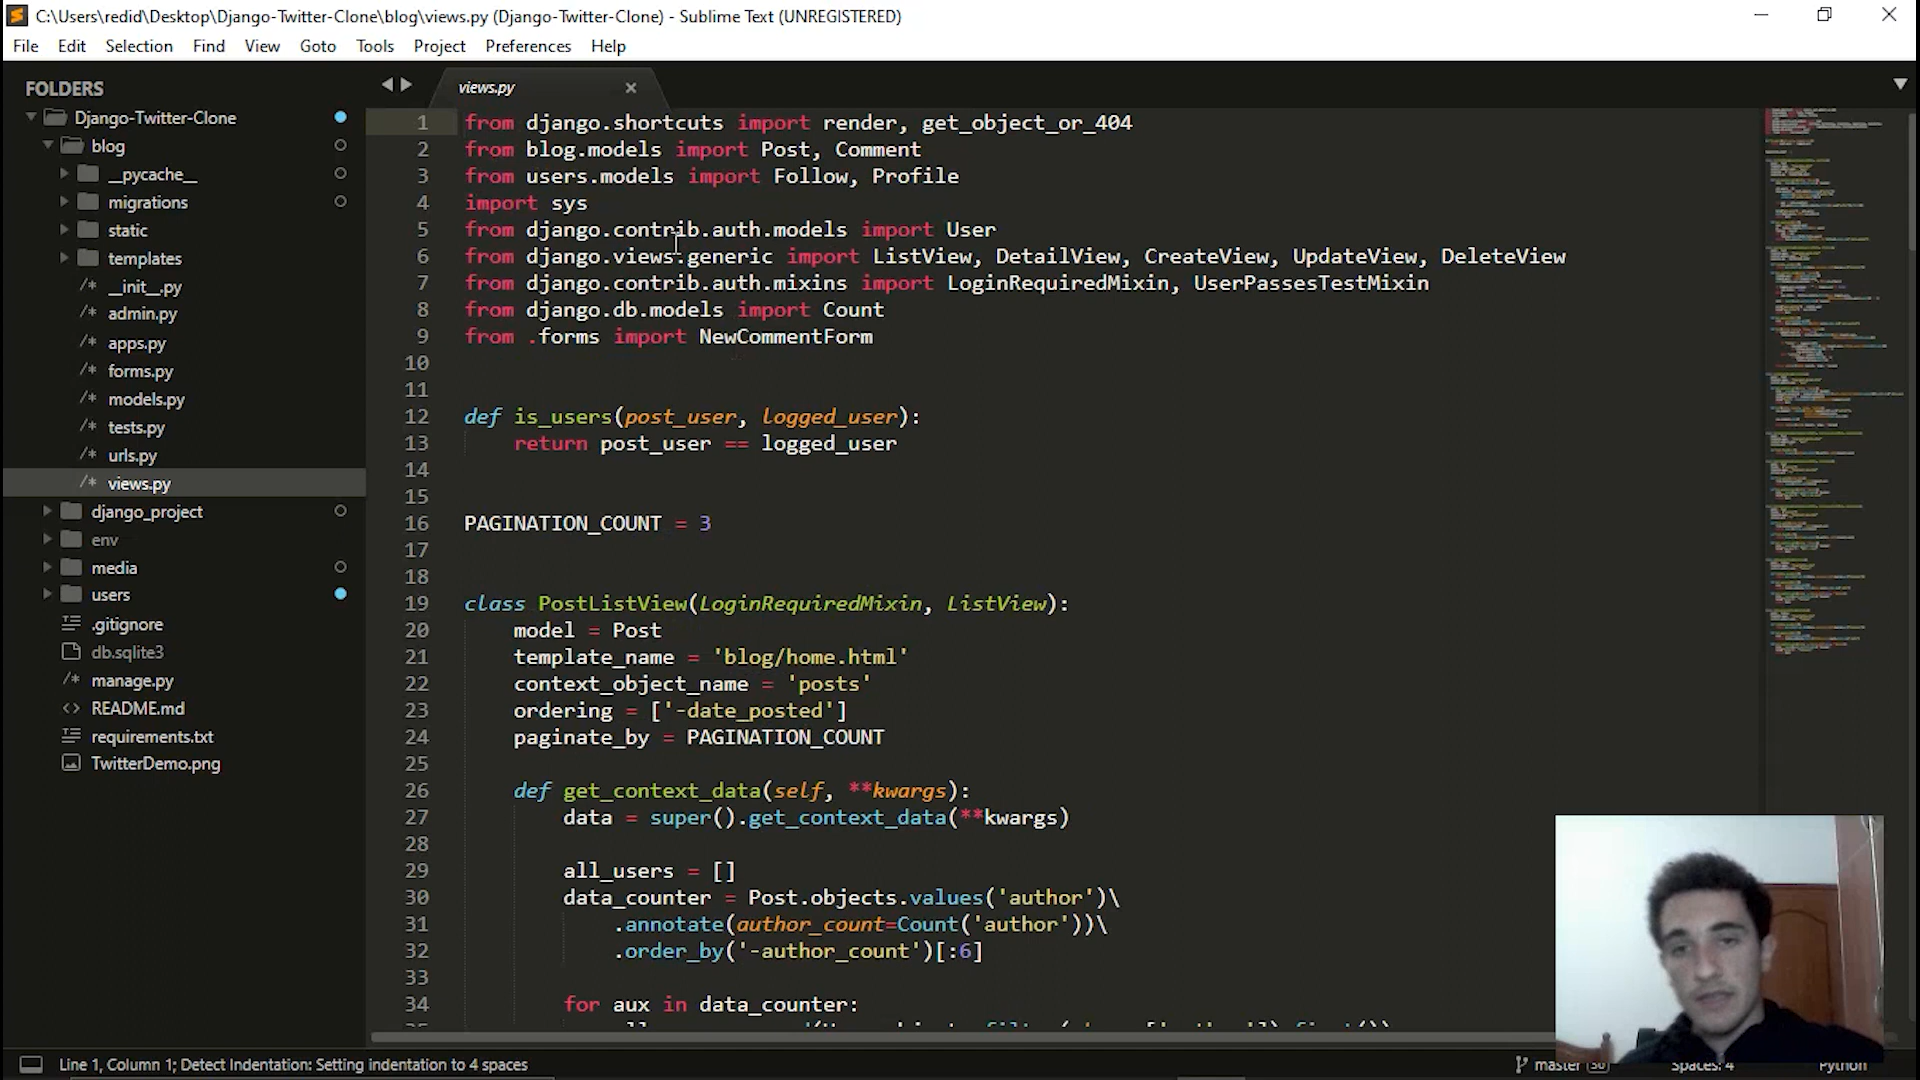 C:\Users\redid\Desktop\Django-Twitter-Clone\blog\views.py (Django-Twitter-Clone) - Sublime Text (UNREGISTERED)
File Edit Selection Find View Goto Tools Project Preferences Help
FOLDERS
Django-Twitter-Clone
blog
__pycache__
migrations
static
templates
/* __init__.py
/* admin.py
/* apps.py
/* forms.py
/* models.py
/* tests.py
/* urls.py
/* views.py
django_project
env
media
users
.gitignore
db.sqlite3
/* manage.py
<> README.md
requirements.txt
TwitterDemo.png
views.py
1 from django.shortcuts import render, get_object_or_404
2 from blog.models import Post, Comment
3 from users.models import Follow, Profile
4 import sys
5 from django.contrib.auth.models import User
6 from django.views.generic import ListView, DetailView, CreateView, UpdateView, DeleteView
7 from django.contrib.auth.mixins import LoginRequiredMixin, UserPassesTestMixin
8 from django.db.models import Count
9 from .forms import NewCommentForm
10
11
12 def is_users(post_user, logged_user):
13 return post_user == logged_user
14
15
16 PAGINATION_COUNT = 3
17
18
19 class PostListView(LoginRequiredMixin, ListView):
20 model = Post
21 template_name = 'blog/home.html'
22 context_object_name = 'posts'
23 ordering = ['-date_posted']
24 paginate_by = PAGINATION_COUNT
25
26 def get_context_data(self, **kwargs):
27 data = super().get_context_data(**kwargs)
28
29 all_users = []
30 data_counter = Post.objects.values('author')\
31 .annotate(author_count=Count('author'))\
32 .order_by('-author_count')[:6]
33
34 for aux in data_counter:
Line 1, Column 1; Detect Indentation: Setting indentation to 4 spaces
master 30 Spaces: 4 Python